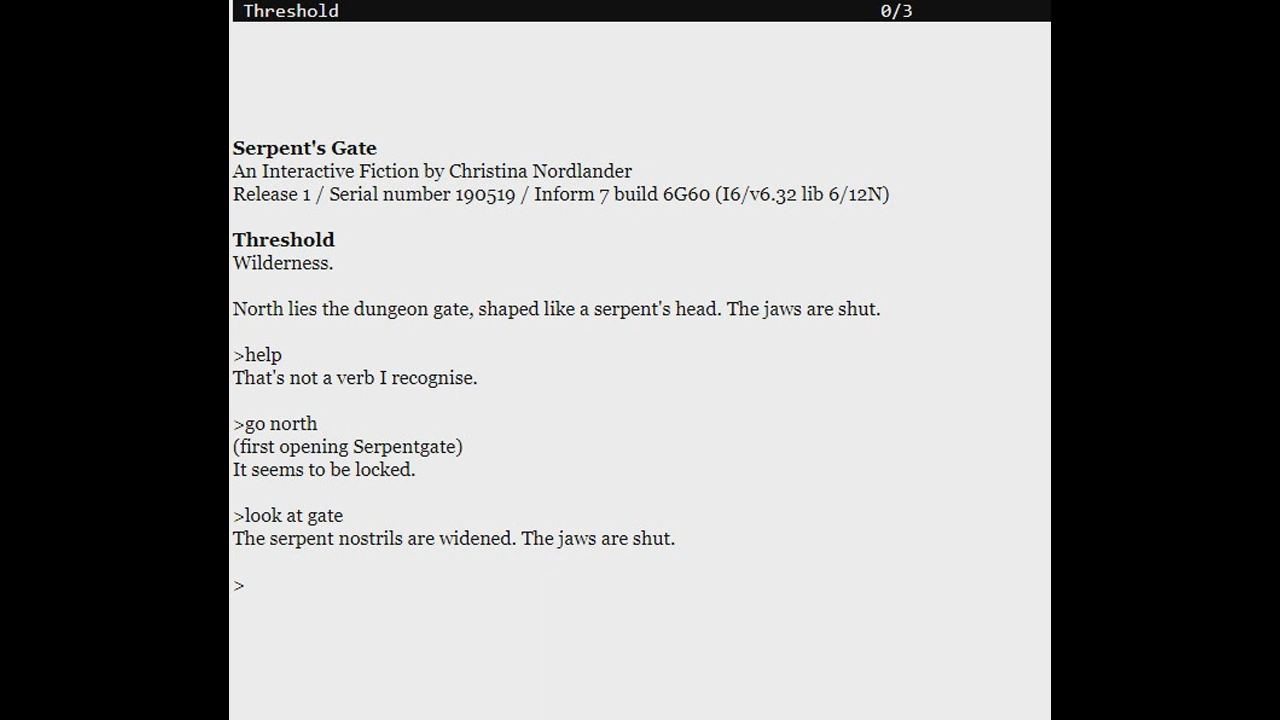 Threshold 0/3
Serpent's Gate
An Interactive Fiction by Christina Nordlander
Release 1 / Serial number 190519 / Inform 7 build 6G60 (I6/v6.32 lib 6/12N)
Threshold
Wilderness.
North lies the dungeon gate, shaped like a serpent's head. The jaws are shut.
>help
That's not a verb I recognise.
>go north
(first opening Serpentgate)
It seems to be locked.
>look at gate
The serpent nostrils are widened. The jaws are shut.
>